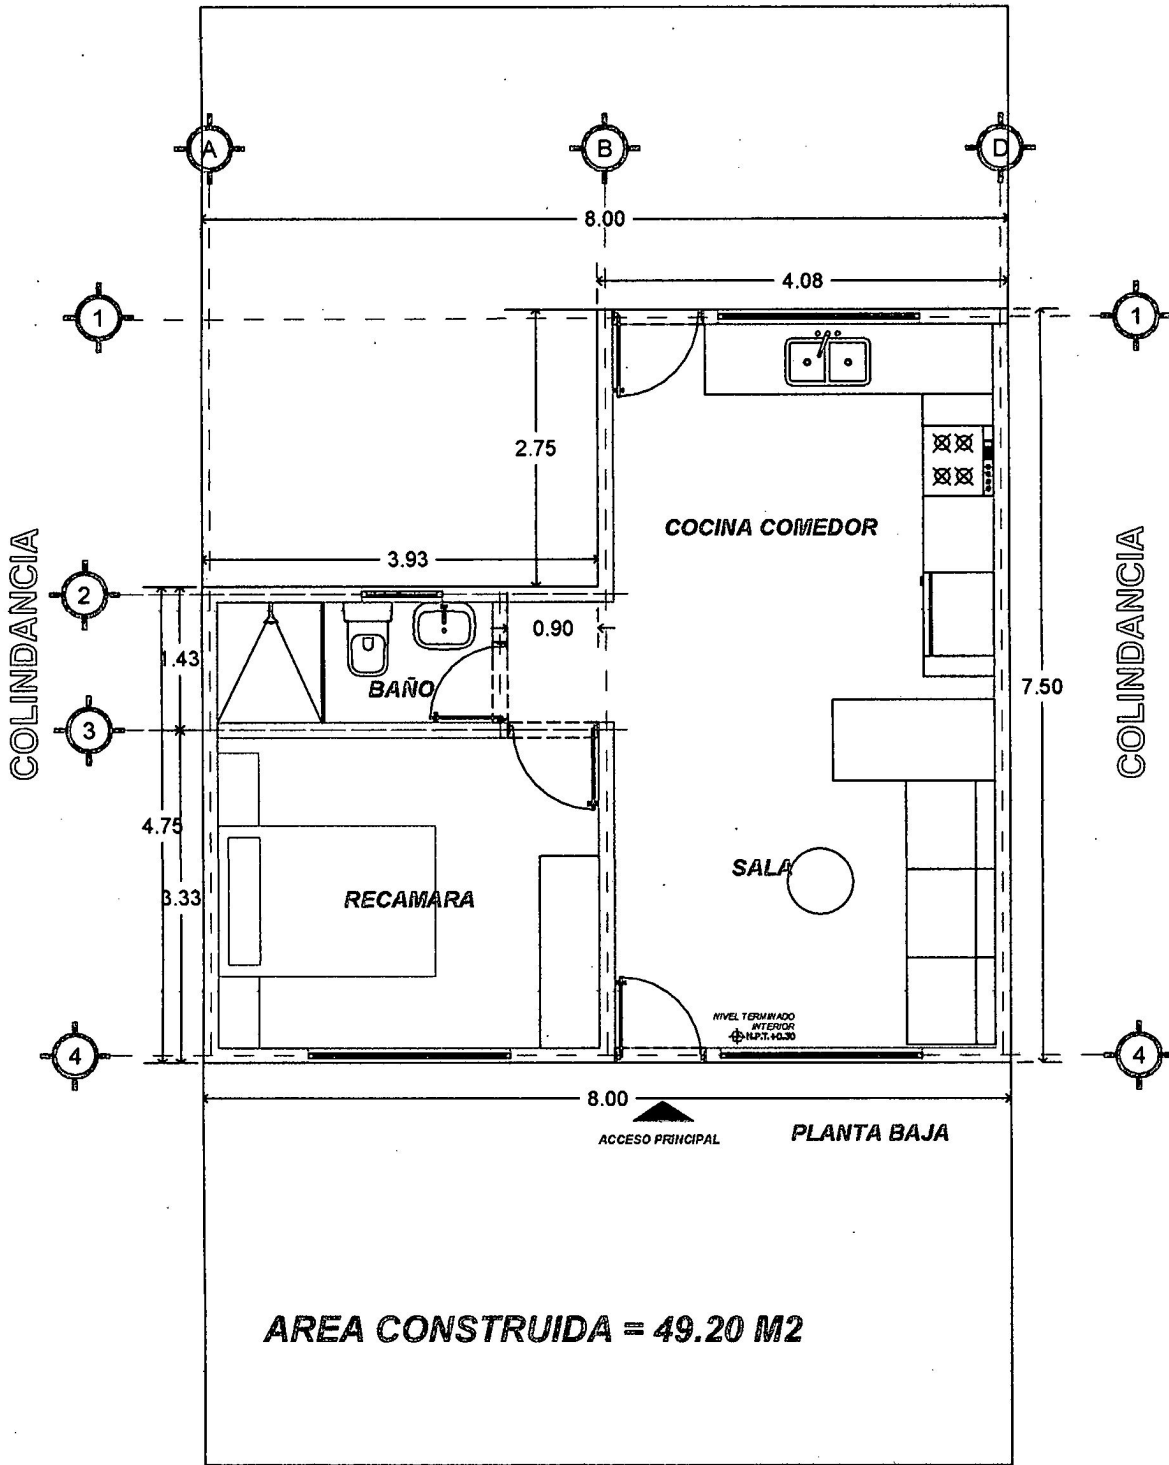 A
B
D
8.00
4.08
1
1
2.75
COCINA COMEDOR
3.93
COLINDANCIA
COLINDANCIA
2
0.90
1.43
BAÑO
7.50
3
4.75
SALA
3.33
RECAMARA
NIVEL TERMINADO
INTERIOR
N.P.T.+0.30
4
4
8.00
ACCESO PRINCIPAL
PLANTA BAJA
AREA CONSTRUIDA = 49.20 M2